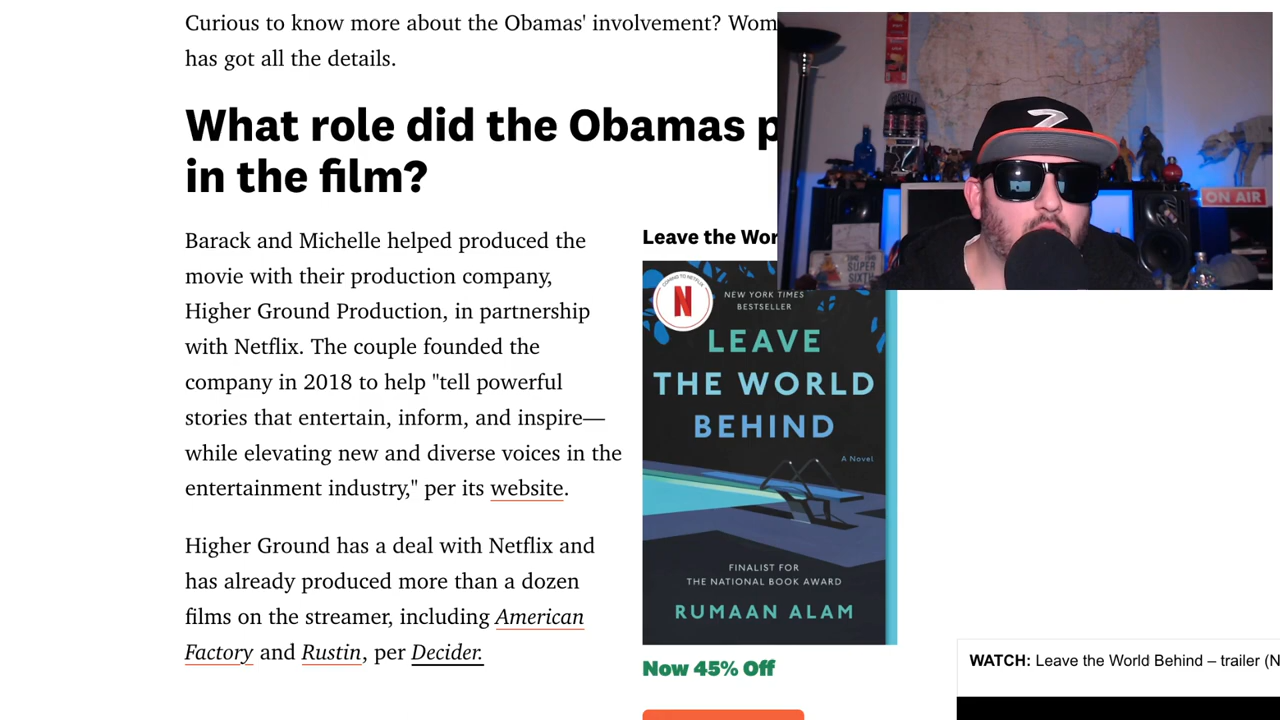 Curious to know more about the Obamas' involvement? Wom
has got all the details.
What role did the Obamas p
in the film?
Barack and Michelle helped produced the
movie with their production company,
Higher Ground Production, in partnership
with Netflix. The couple founded the
company in 2018 to help "tell powerful
stories that entertain, inform, and inspire—
while elevating new and diverse voices in the
entertainment industry," per its website.
Higher Ground has a deal with Netflix and
has already produced more than a dozen
films on the streamer, including American
Factory and Rustin, per Decider.
Leave the Wor
COMING TO NETFLIX
N
NEW YORK TIMES
BESTSELLER
LEAVE
THE WORLD
BEHIND
A Novel
FINALIST FOR
THE NATIONAL BOOK AWARD
RUMAAN ALAM
Now 45% Off
ON AIR
SUPER
SIXTH
WATCH: Leave the World Behind – trailer (N